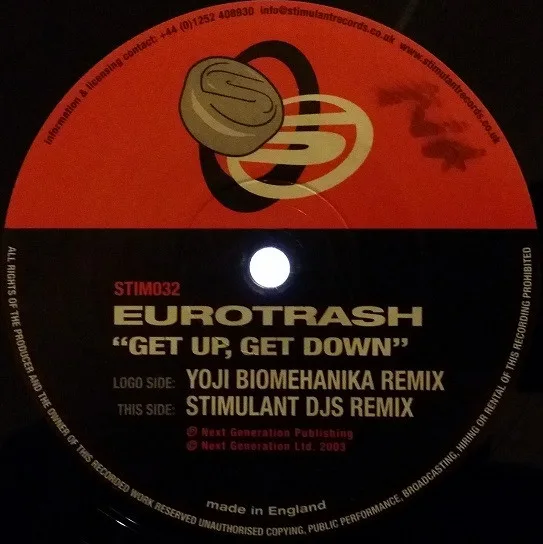 information & licensing contact: +44 (0)1252 408930 info@stimulantrecords.co.uk www.stimulantrecords.co.uk
STIM032
EUROTRASH
“GET UP, GET DOWN”
LOGO SIDE: YOJI BIOMEHANIKA REMIX
THIS SIDE: STIMULANT DJS REMIX
℗ Next Generation Publishing
© Next Generation Ltd. 2003
made in England
ALL RIGHTS OF THE PRODUCER AND THE OWNER OF THIS RECORDED WORK RESERVED UNAUTHORISED COPYING, PUBLIC PERFORMANCE, BROADCASTING, HIRING OR RENTAL OF THIS RECORDING PROHIBITED